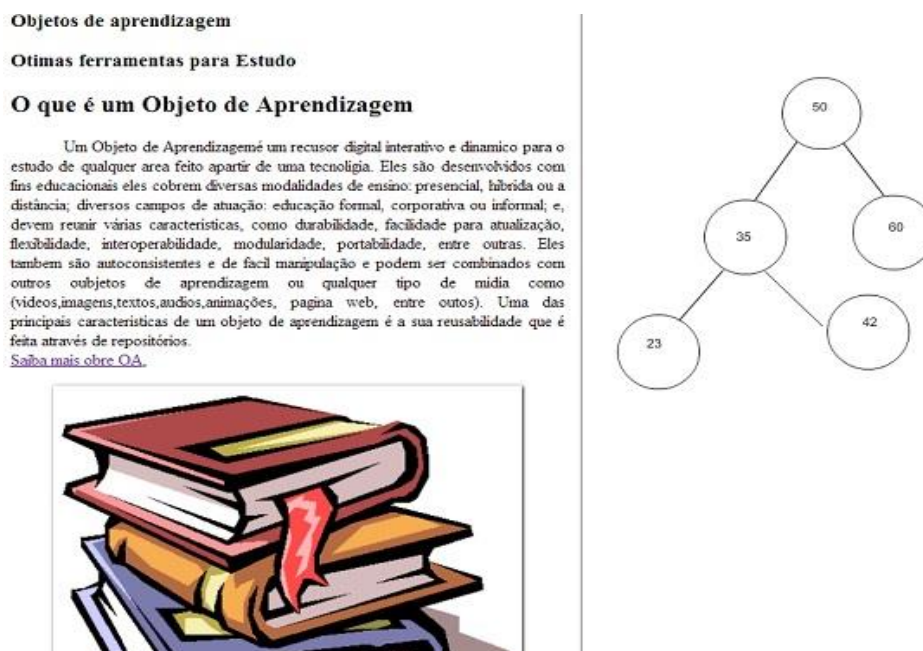 Objetos de aprendizagem
Otimas ferramentas para Estudo
O que é um Objeto de Aprendizagem
Um Objeto de Aprendizagemé um recusor digital interativo e dinamico para o
estudo de qualquer area feito apartir de uma tecnoligia. Eles são desenvolvidos com
fins educacionais eles cobrem diversas modalidades de ensino: presencial, híbrida ou a
distância; diversos campos de atuação: educação formal, corporativa ou informal; e,
devem reunir várias características, como durabilidade, facilidade para atualização,
flexibilidade, interoperabilidade, modularidade, portabilidade, entre outras. Eles
tambem são autoconsistentes e de facil manipulação e podem ser combinados com
outros oubjetos de aprendizagem ou qualquer tipo de midia como
(videos,imagens,textos,audios,animações, pagina web, entre outos). Uma das
principais caracteristicas de um objeto de aprendizagem é a sua reusabilidade que é
feita através de repositórios.
Saiba mais obre OA.
50
35
60
23
42